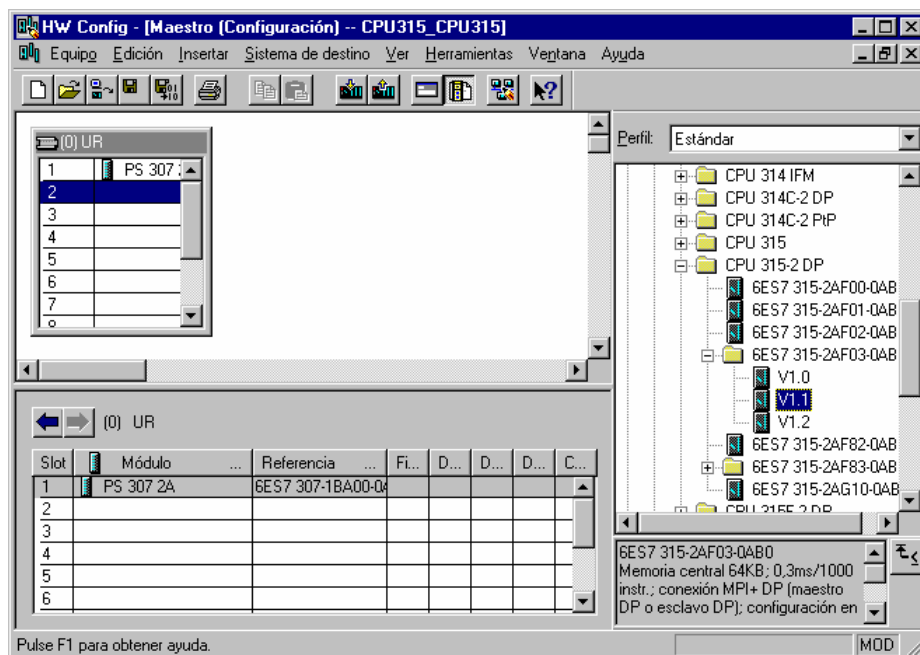 HW Config - [Maestro (Configuración) -- CPU315_CPU315]
Equipo Edición Insertar Sistema de destino Ver Herramientas Ventana Ayuda
(0) UR
1 PS 307
2
3
4
5
6
7
Perfil: Estándar
CPU 314 IFM
CPU 314C-2 DP
CPU 314C-2 PtP
CPU 315
CPU 315-2 DP
6ES7 315-2AF00-0AB
6ES7 315-2AF01-0AB
6ES7 315-2AF02-0AB
6ES7 315-2AF03-0AB
V1.0
V1.1
V1.2
6ES7 315-2AF82-0AB
6ES7 315-2AF83-0AB
6ES7 315-2AG10-0AB
CPU 315F-2 DP
(0) UR
Slot Módulo ... Referencia ... Fi... D... D... D... C...
1 PS 307 2A 6ES7 307-1BA00-0A
2
3
4
5
6
6ES7 315-2AF03-0AB0
Memoria central 64KB; 0,3ms/1000
instr.; conexión MPI+ DP (maestro
DP o esclavo DP); configuración en
Pulse F1 para obtener ayuda.
MOD